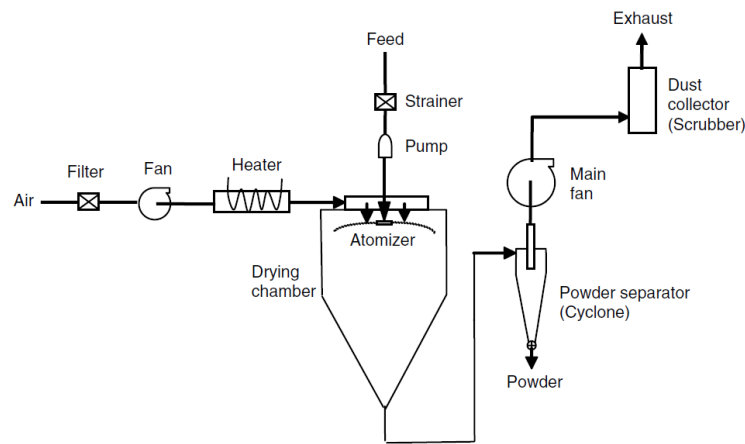 Exhaust
Feed
Strainer
Dust
collector
(Scrubber)
Pump
Filter
Fan
Heater
Main
fan
Air
Atomizer
Drying
chamber
Powder separator
(Cyclone)
Powder